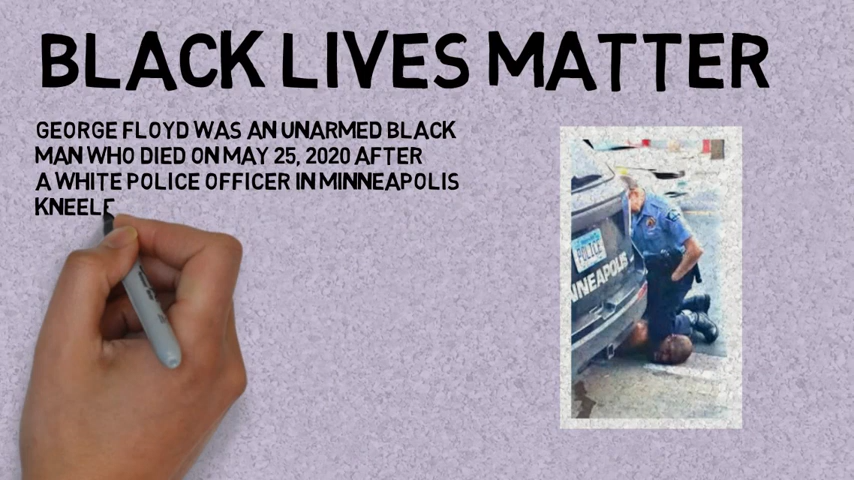 BLACK LIVES MATTER
GEORGE FLOYD WAS AN UNARMED BLACK
MAN WHO DIED ON MAY 25, 2020 AFTER
A WHITE POLICE OFFICER IN MINNEAPOLIS
KNEELE
POLICE
NNEAPOLIS